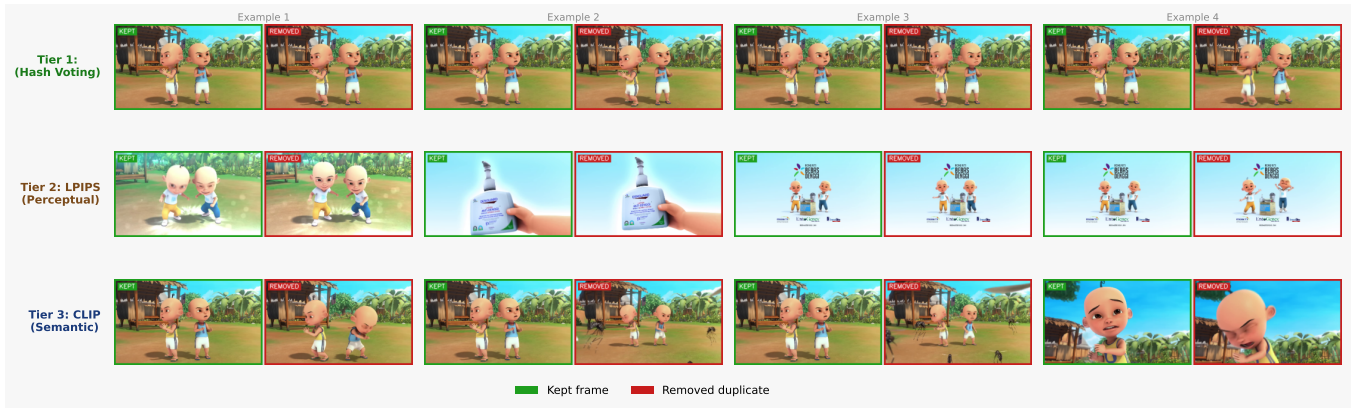 Example 1
Example 2
Example 3
Example 4
Tier 1:
(Hash Voting)
KEPT
REMOVED
KEPT
REMOVED
KEPT
REMOVED
KEPT
REMOVED
Tier 2: LPIPS
(Perceptual)
KEPT
REMOVED
KEPT
REMOVED
KEPT
REMOVED
KEPT
REMOVED
Tier 3: CLIP
(Semantic)
KEPT
REMOVED
KEPT
REMOVED
KEPT
REMOVED
KEPT
REMOVED
Kept frame
Removed duplicate